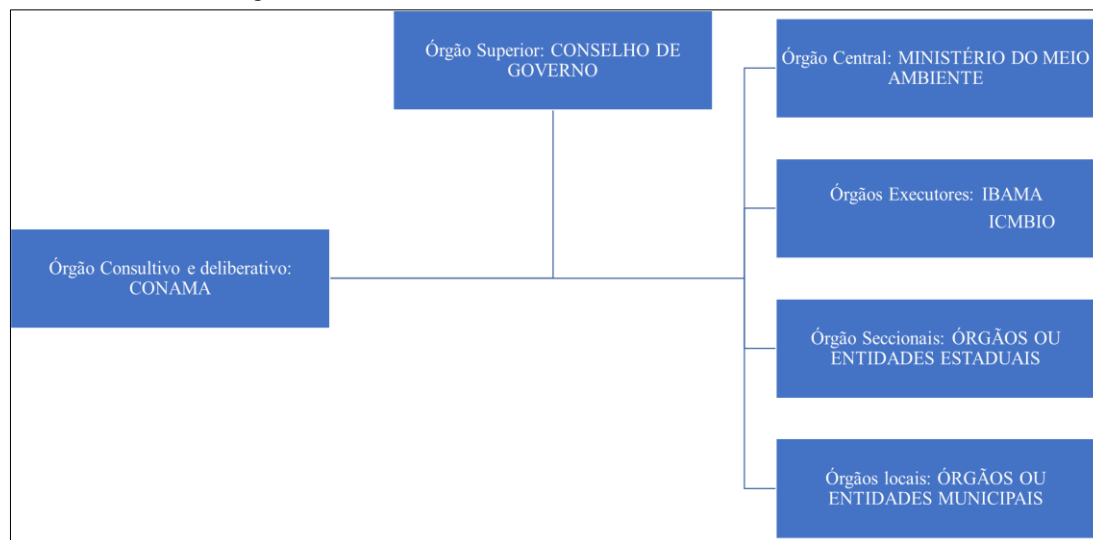 Órgão Superior: CONSELHO DE
GOVERNO
Órgão Central: MINISTÉRIO DO MEIO
AMBIENTE
Órgãos Executores: IBAMA
ICMBIO
Órgão Consultivo e deliberativo:
CONAMA
Órgão Seccionais: ÓRGÃOS OU
ENTIDADES ESTADUAIS
Órgãos locais: ÓRGÃOS OU
ENTIDADES MUNICIPAIS